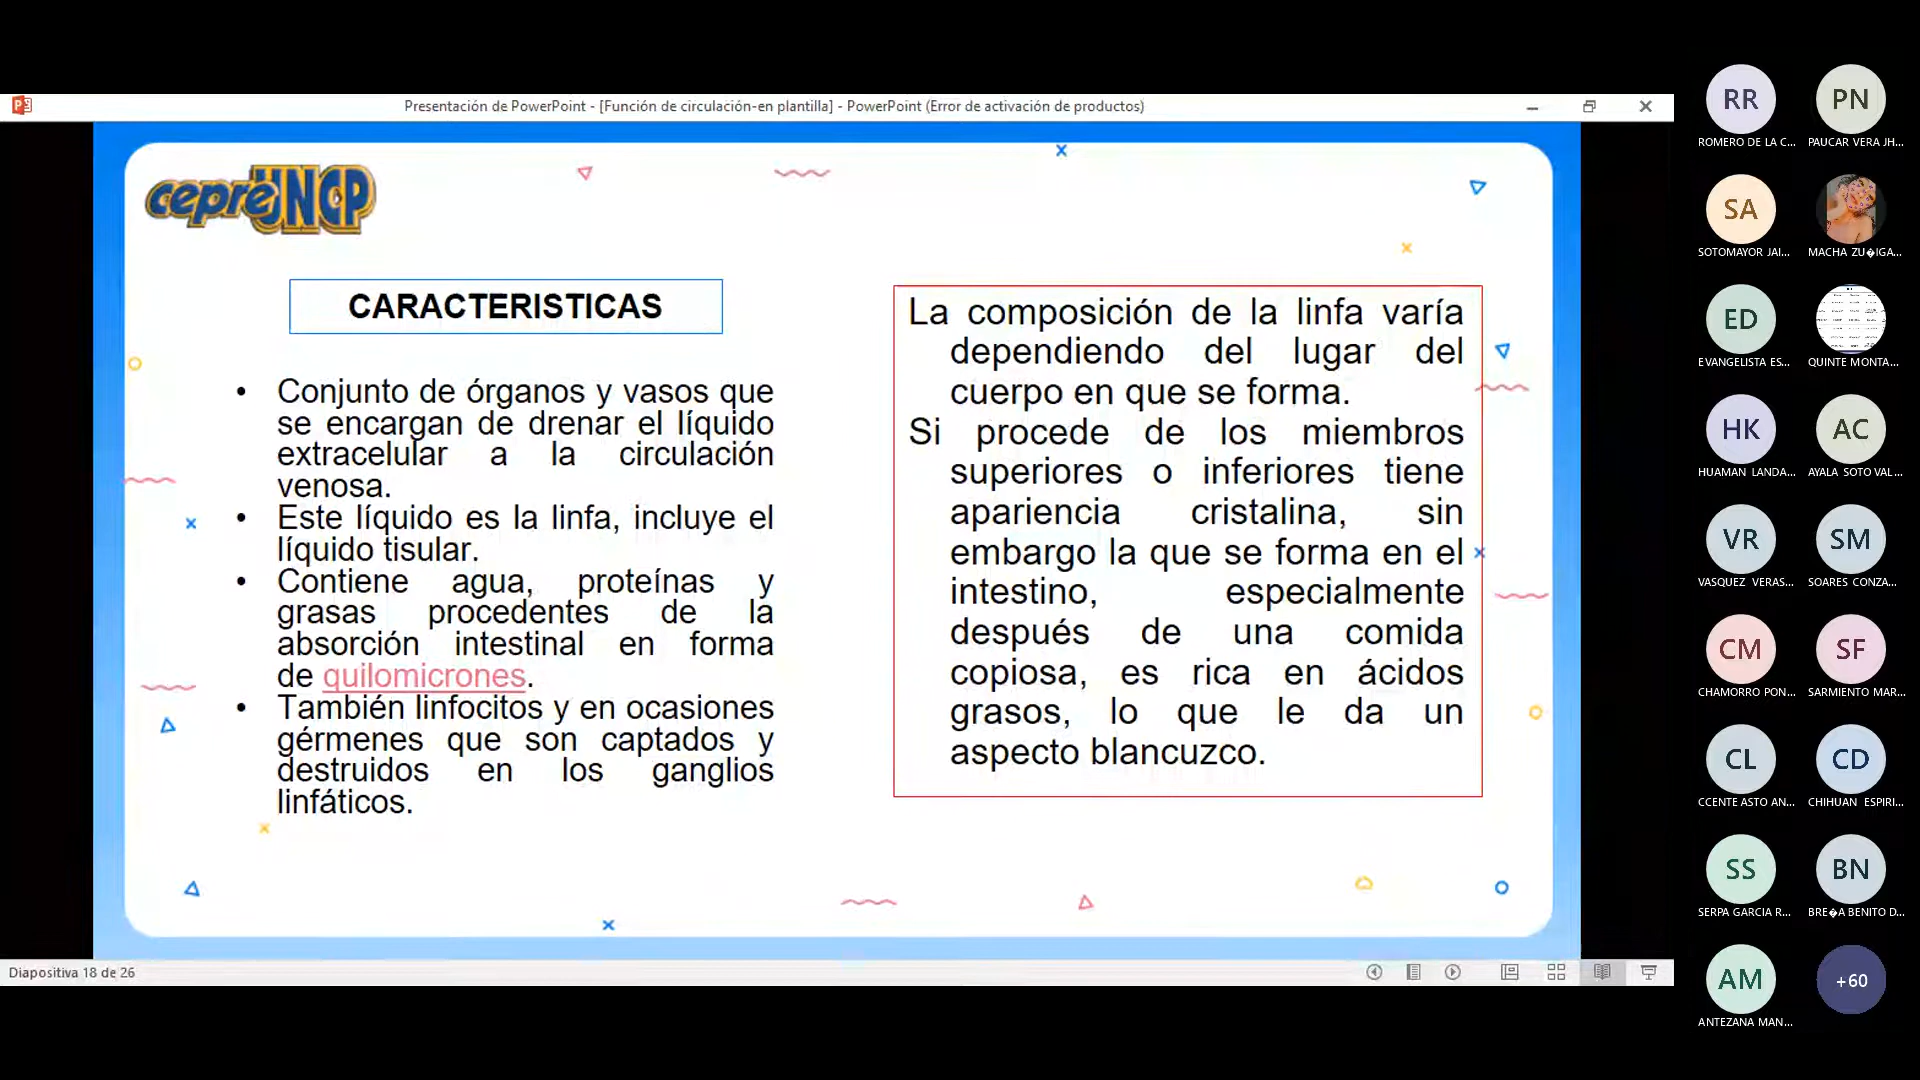 Presentación de PowerPoint - [Función de circulación-en plantilla] - PowerPoint (Error de activación de productos)
cepreUNCP
CARACTERISTICAS
• Conjunto de órganos y vasos que
se encargan de drenar el líquido
extracelular a la circulación
venosa.
• Este líquido es la linfa, incluye el
líquido tisular.
• Contiene agua, proteínas y
grasas procedentes de la
absorción intestinal en forma
de quilomicrones.
• También linfocitos y en ocasiones
gérmenes que son captados y
destruidos en los ganglios
linfáticos.
La composición de la linfa varía
dependiendo del lugar del
cuerpo en que se forma.
Si procede de los miembros
superiores o inferiores tiene
apariencia cristalina, sin
embargo la que se forma en el
intestino, especialmente
después de una comida
copiosa, es rica en ácidos
grasos, lo que le da un
aspecto blancuzco.
Diapositiva 18 de 26
RR
ROMERO DE LA C...
PN
PAUCAR VERA JH...
SA
SOTOMAYOR JAI...
MACHA ZU�IGA...
ED
EVANGELISTA ES...
QUINTE MONTA...
HK
HUAMAN LANDA...
AC
AYALA SOTO VAL...
VR
VASQUEZ VERAS...
SM
SOARES CONZA...
CM
CHAMORRO PON...
SF
SARMIENTO MAR...
CL
CCENTE ASTO AN...
CD
CHIHUAN ESPIRI...
SS
SERPA GARCIA R...
BN
BRE�A BENITO D...
AM
ANTEZANA MAN...
+60